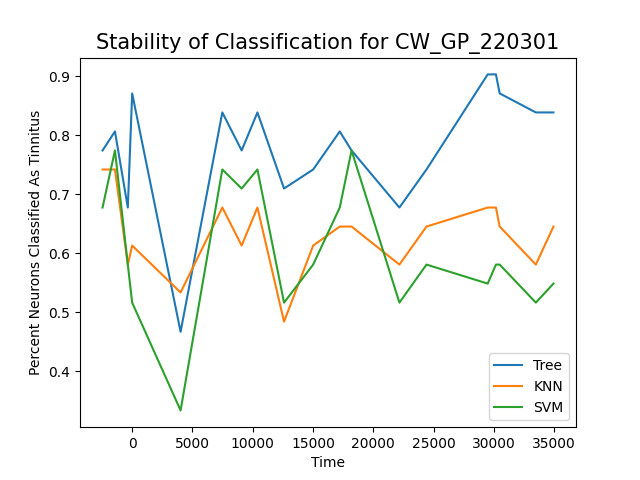 Stability of Classification for CW_GP_220301
Percent Neurons Classified As Tinnitus
0.9
0.8
0.7
0.6
0.5
0.4
Tree
KNN
SVM
0 5000 10000 15000 20000 25000 30000 35000
Time